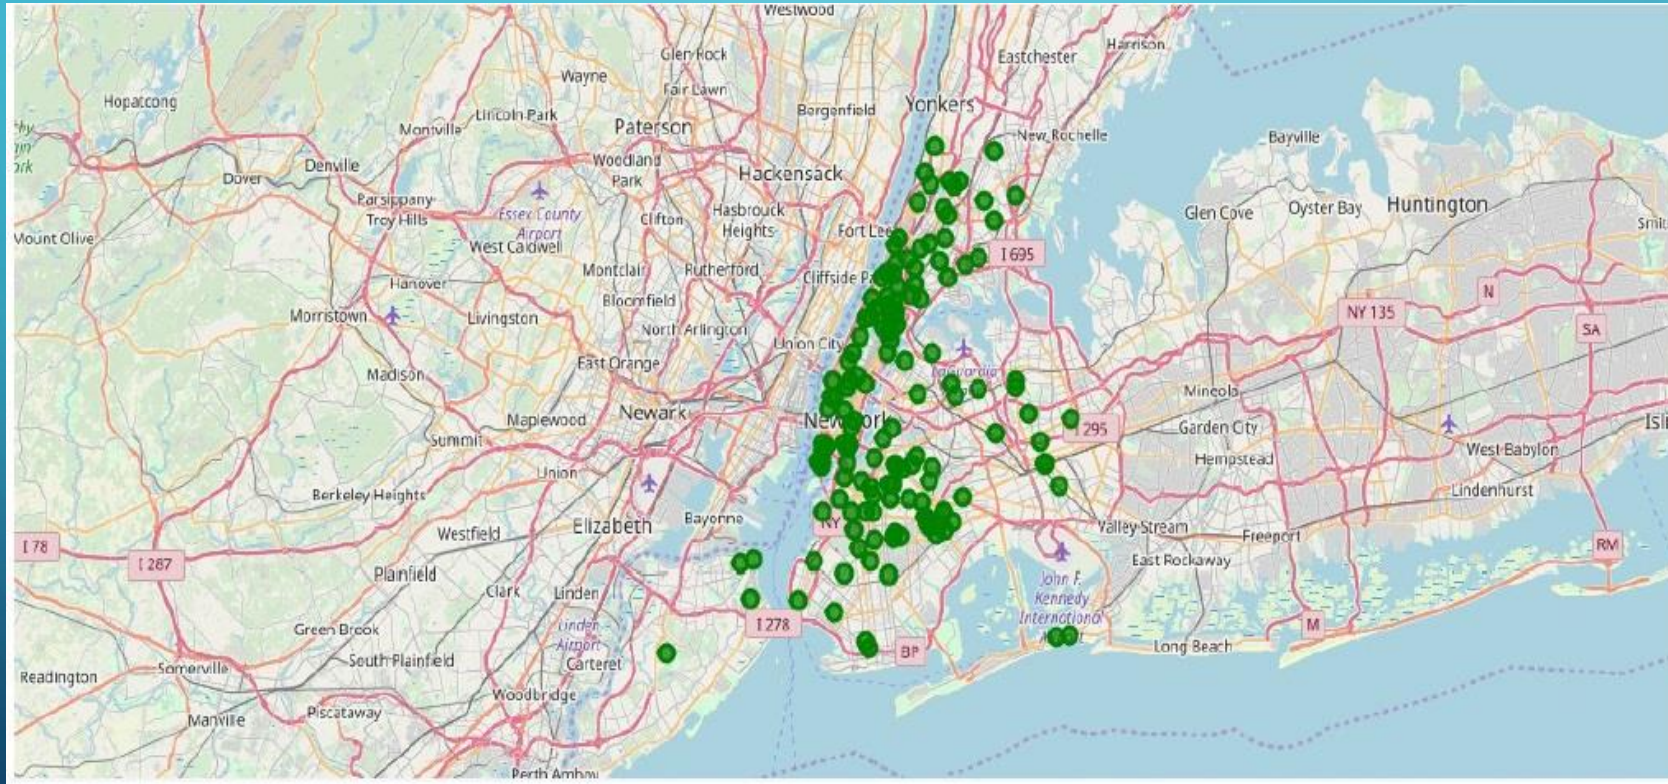 Westwood
Harrison
Glen Rock
Eastchester
Wayne
Fair Lawn
Hopatcong
Bergenfield
Yonkers
Lincoln Park
Montville
Paterson
New Rochelle
Bayville
Woodland
Park
Denville
Dover
Hackensack
Parsippany-
Troy Hills
Essex County
Airport
Clifton
Hasbrouck
Heights
Glen Cove
Oyster Bay
Huntington
Mount Olive
West Caldwell
Fort Lee
I 695
Montclair
Rutherford
Cliffside
Hanover
Bloomfield
N
Morristown
Livingston
North Arlington
NY 135
Union City
SA
East Orange
Madison
Mineola
Newark
Maplewood
New York
Summit
I 295
Garden City
West Babylon
Union
Hempstead
Berkeley Heights
Lindenhurst
Elizabeth
Bayonne
NY
Westfield
Valley Stream
Freeport
I 78
I 287
RM
East Rockaway
Plainfield
Clark
Linden
John F.
Kennedy
International
Green Brook
Linden
Airport
I 278
M
Somerville
South Plainfield
Carteret
BP
Long Beach
Readington
Woodbridge
Manville
Piscataway
Perth Amboy